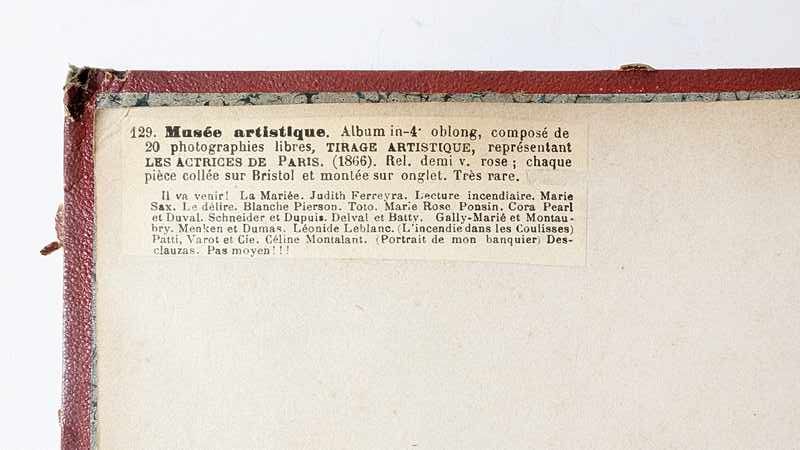 129. Musée artistique. Album in-4° oblong, composé de
20 photographies libres, TIRAGE ARTISTIQUE, représentant
LES ACTRICES DE PARIS. (1866). Rel. demi v. rose ; chaque
pièce collée sur Bristol et montée sur onglet. Très rare.
Il va venir! La Mariée. Judith Ferreyra. Lecture incendiaire. Marie
Sax. Le délire. Blanche Pierson. Toto. Marie Rose Ponsin. Cora Pearl
et Duval. Schneider et Dupuis. Delval et Batty. Gally-Marié et Montau-
bry. Menken et Dumas. Léonide Leblanc. (L'incendie dans les Coulisses)
Patti, Varot et Cie. Céline Montalant. (Portrait de mon banquier) Des-
clauzas. Pas moyen!!!